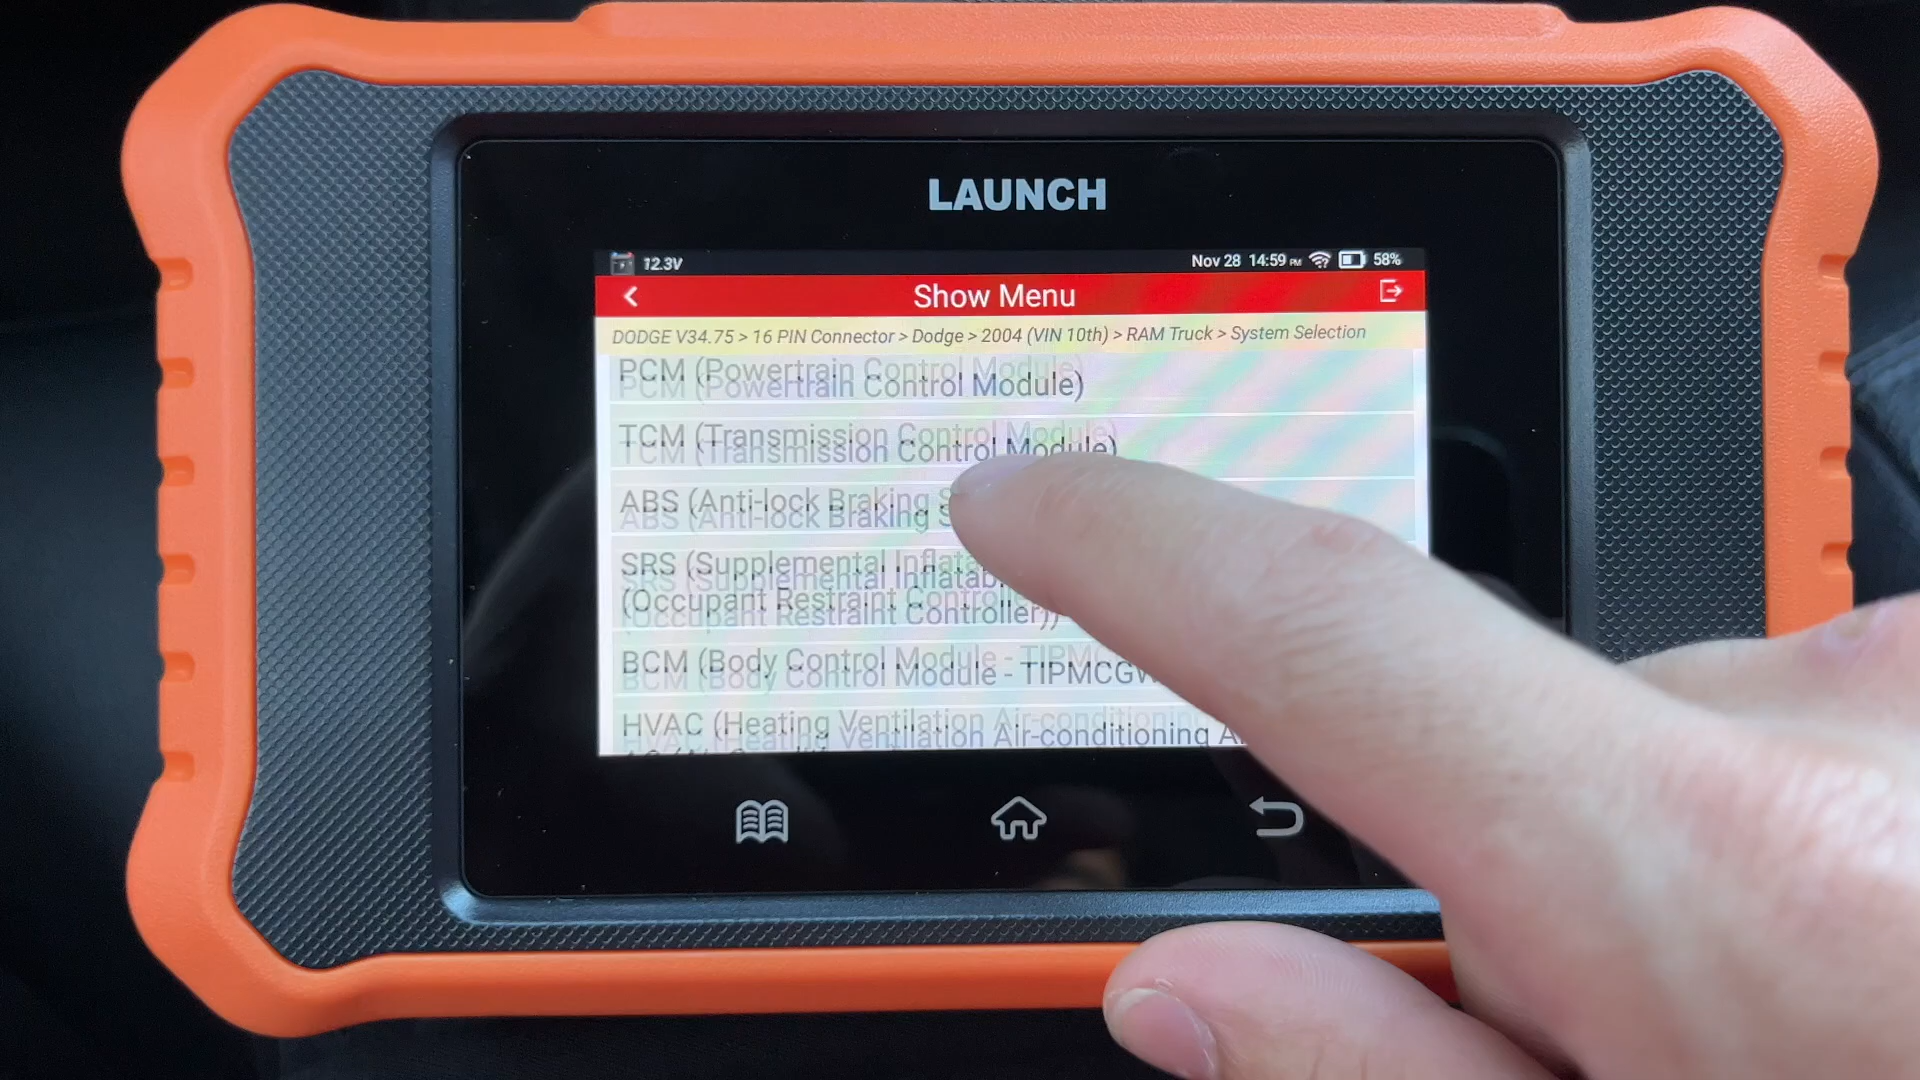 LAUNCH
12.3V
Nov 28 14:59 PM 58%
Show Menu
DODGE V34.75 > 16 PIN Connector > Dodge > 2004 (VIN 10th) > RAM Truck > System Selection
PCM (Powertrain Control Module)
TCM (Transmission Control Module)
ABS (Anti-lock Braking
SRS (Supplemental
(Occupant Restraint Controller))
BCM (Body Control Module - TIPMCGW
HVAC (Heating Ventilation Air-conditioning